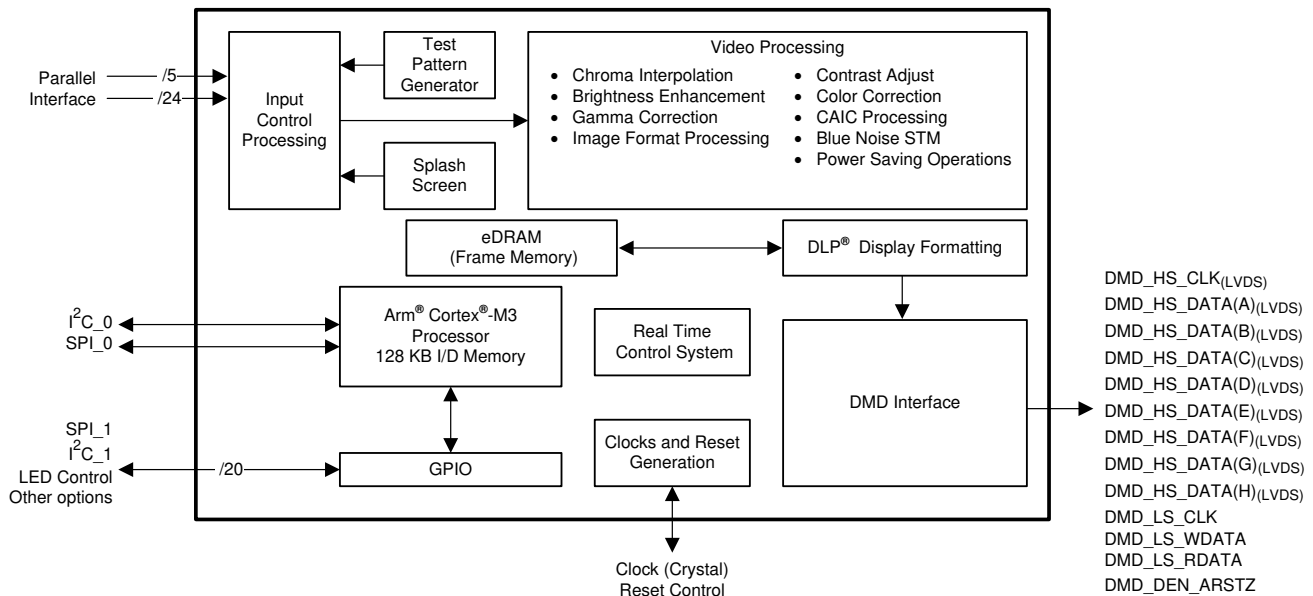 Parallel
Interface
/5
/24
Input
Control
Processing
Test
Pattern
Generator
Splash
Screen
Video Processing
• Chroma Interpolation
• Brightness Enhancement
• Gamma Correction
• Image Format Processing
• Contrast Adjust
• Color Correction
• CAIC Processing
• Blue Noise STM
• Power Saving Operations
eDRAM
(Frame Memory)
DLP® Display Formatting
I²C_0
SPI_0
Arm® Cortex®-M3
Processor
128 KB I/D Memory
Real Time
Control System
DMD Interface
SPI_1
I²C_1
LED Control
Other options
/20
GPIO
Clocks and Reset
Generation
Clock (Crystal)
Reset Control
DMD_HS_CLK(LVDS)
DMD_HS_DATA(A)(LVDS)
DMD_HS_DATA(B)(LVDS)
DMD_HS_DATA(C)(LVDS)
DMD_HS_DATA(D)(LVDS)
DMD_HS_DATA(E)(LVDS)
DMD_HS_DATA(F)(LVDS)
DMD_HS_DATA(G)(LVDS)
DMD_HS_DATA(H)(LVDS)
DMD_LS_CLK
DMD_LS_WDATA
DMD_LS_RDATA
DMD_DEN_ARSTZ